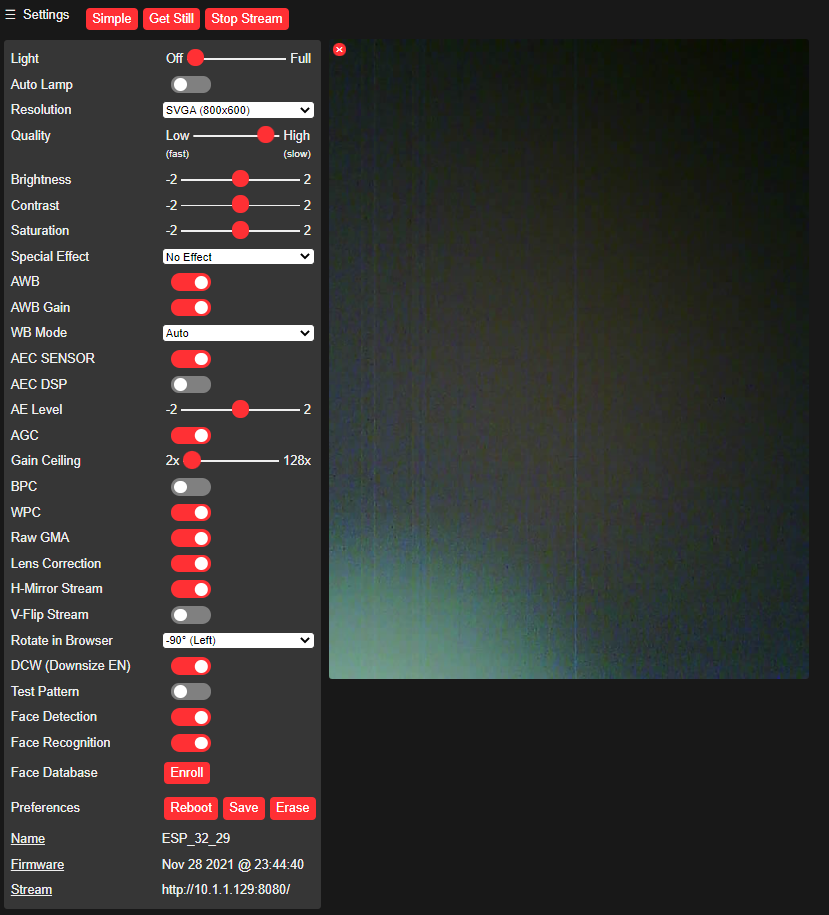 ☰ Settings Simple Get Still Stop Stream
Light Off Full
Auto Lamp
Resolution SVGA (800x600)
Quality Low High
(fast) (slow)
Brightness -2 2
Contrast -2 2
Saturation -2 2
Special Effect No Effect
AWB
AWB Gain
WB Mode Auto
AEC SENSOR
AEC DSP
AE Level -2 2
AGC
Gain Ceiling 2x 128x
BPC
WPC
Raw GMA
Lens Correction
H-Mirror Stream
V-Flip Stream
Rotate in Browser -90° (Left)
DCW (Downsize EN)
Test Pattern
Face Detection
Face Recognition
Face Database Enroll
Preferences Reboot Save Erase
Name ESP_32_29
Firmware Nov 28 2021 @ 23:44:40
Stream http://10.1.1.129:8080/